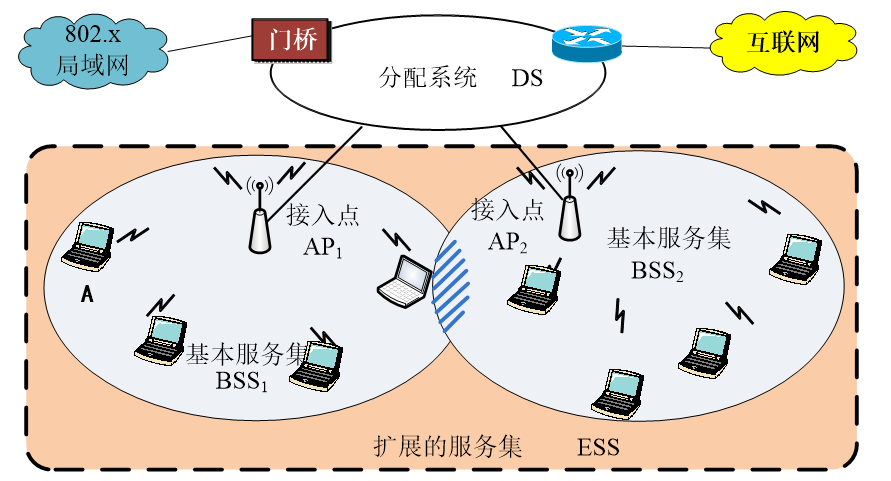 802.x
局域网
门桥
互联网
分配系统 DS
接入点
AP₁
接入点
AP₂
基本服务集
BSS₂
A
基本服务集
BSS₁
扩展的服务集 ESS